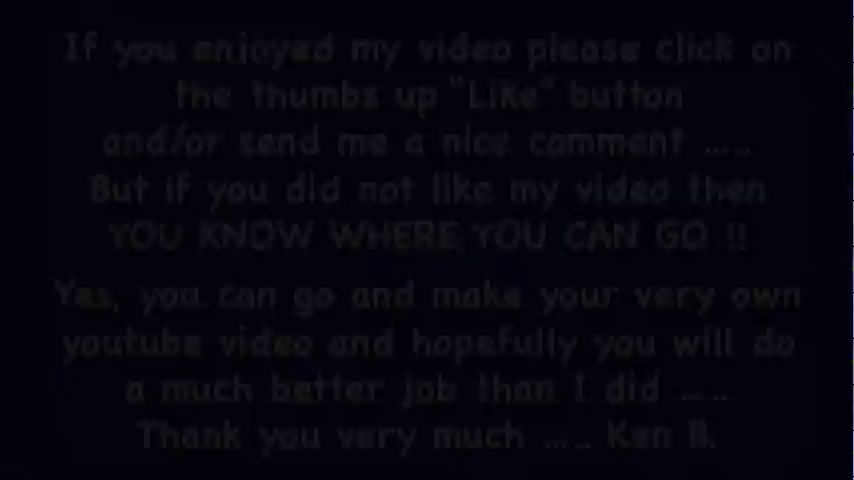 If you enjoyed my video please click on
the thumbs up "Like" button
and/or send me a nice comment .....
But if you did not like my video then
YOU KNOW WHERE YOU CAN GO !!
Yes, you can go and make your very own
youtube video and hopefully you will do
a much better job than I did .....
Thank you very much ..... Ken B.